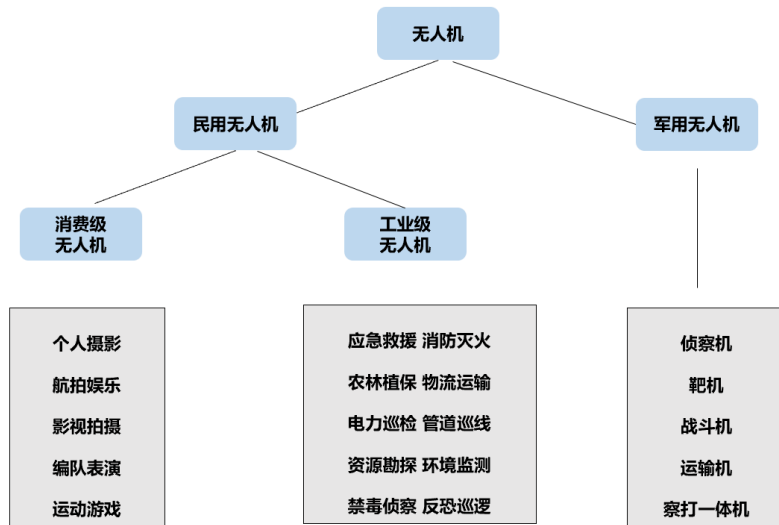 无人机
民用无人机
军用无人机
消费级
无人机
工业级
无人机
个人摄影
航拍娱乐
影视拍摄
编队表演
运动游戏
应急救援 消防灭火
农林植保 物流运输
电力巡检 管道巡线
资源勘探 环境监测
禁毒侦察 反恐巡逻
侦察机
靶机
战斗机
运输机
察打一体机